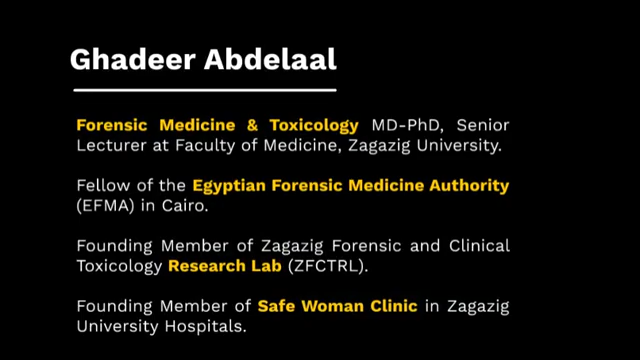 Ghadeer Abdelaal
Forensic Medicine & Toxicology MD-PhD, Senior
Lecturer at Faculty of Medicine, Zagazig University.
Fellow of the Egyptian Forensic Medicine Authority
(EFMA) in Cairo.
Founding Member of Zagazig Forensic and Clinical
Toxicology Research Lab (ZFCTRL).
Founding Member of Safe Woman Clinic in Zagazig
University Hospitals.